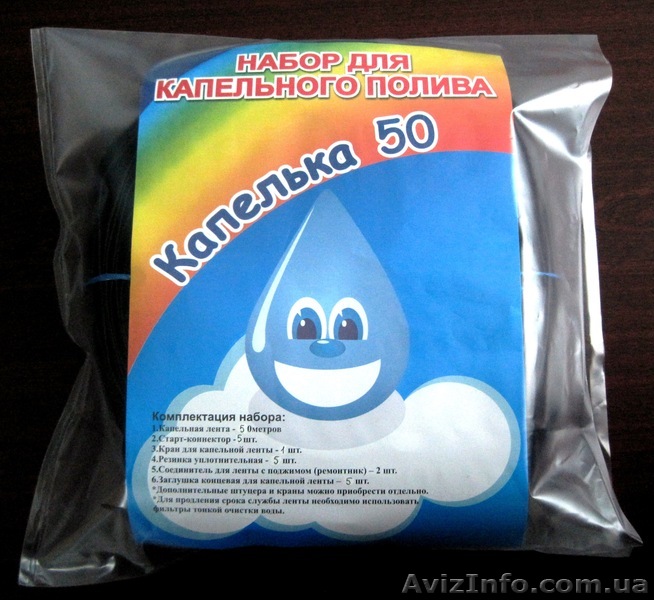 НАБОР ДЛЯ
КАПЕЛЬНОГО ПОЛИВА
Капелька 50
Комплектация набора:
1.Капельная лента - 50метров
2.Старт-коннектор - 5 шт.
3.Кран для капельной ленты - 1 шт.
4.Резинка уплотнительная - 5 шт.
5.Соединитель для ленты с поджимом (ремонтник) – 2 шт.
6.Заглушка концевая для капельной ленты – 5 шт.
*Дополнительные штуцера и краны можно приобрести отдельно.
*Для продления срока службы ленты необходимо использовать
фильтры тонкой очистки воды.
AvizInfo.com.ua